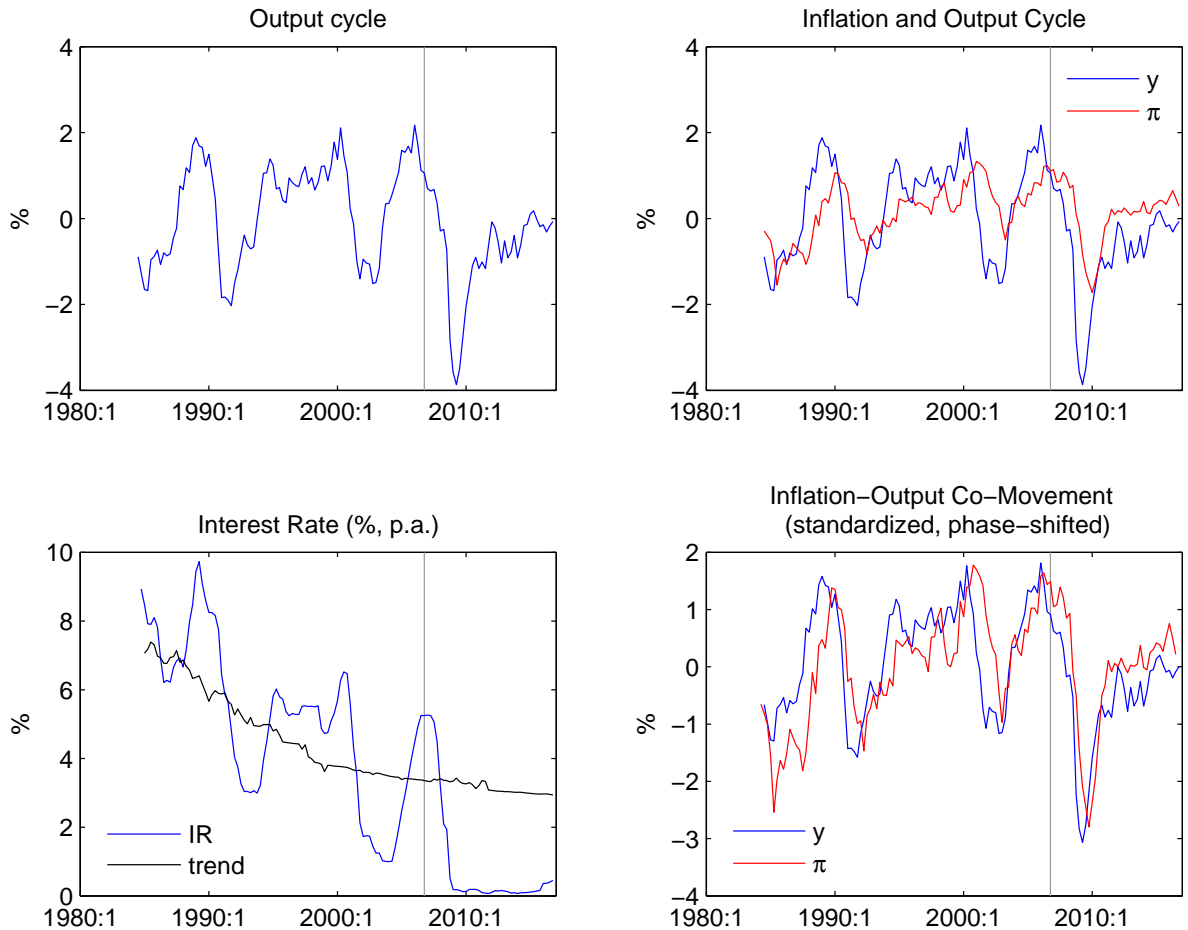 Output cycle
%
4
2
0
−2
−4
1980:1 1990:1 2000:1 2010:1
Inflation and Output Cycle
%
4
2
0
−2
−4
y
π
1980:1 1990:1 2000:1 2010:1
Interest Rate (%, p.a.)
%
10
8
6
4
2
0
IR
trend
1980:1 1990:1 2000:1 2010:1
Inflation−Output Co−Movement
(standardized, phase−shifted)
%
2
1
0
−1
−2
−3
−4
y
π
1980:1 1990:1 2000:1 2010:1